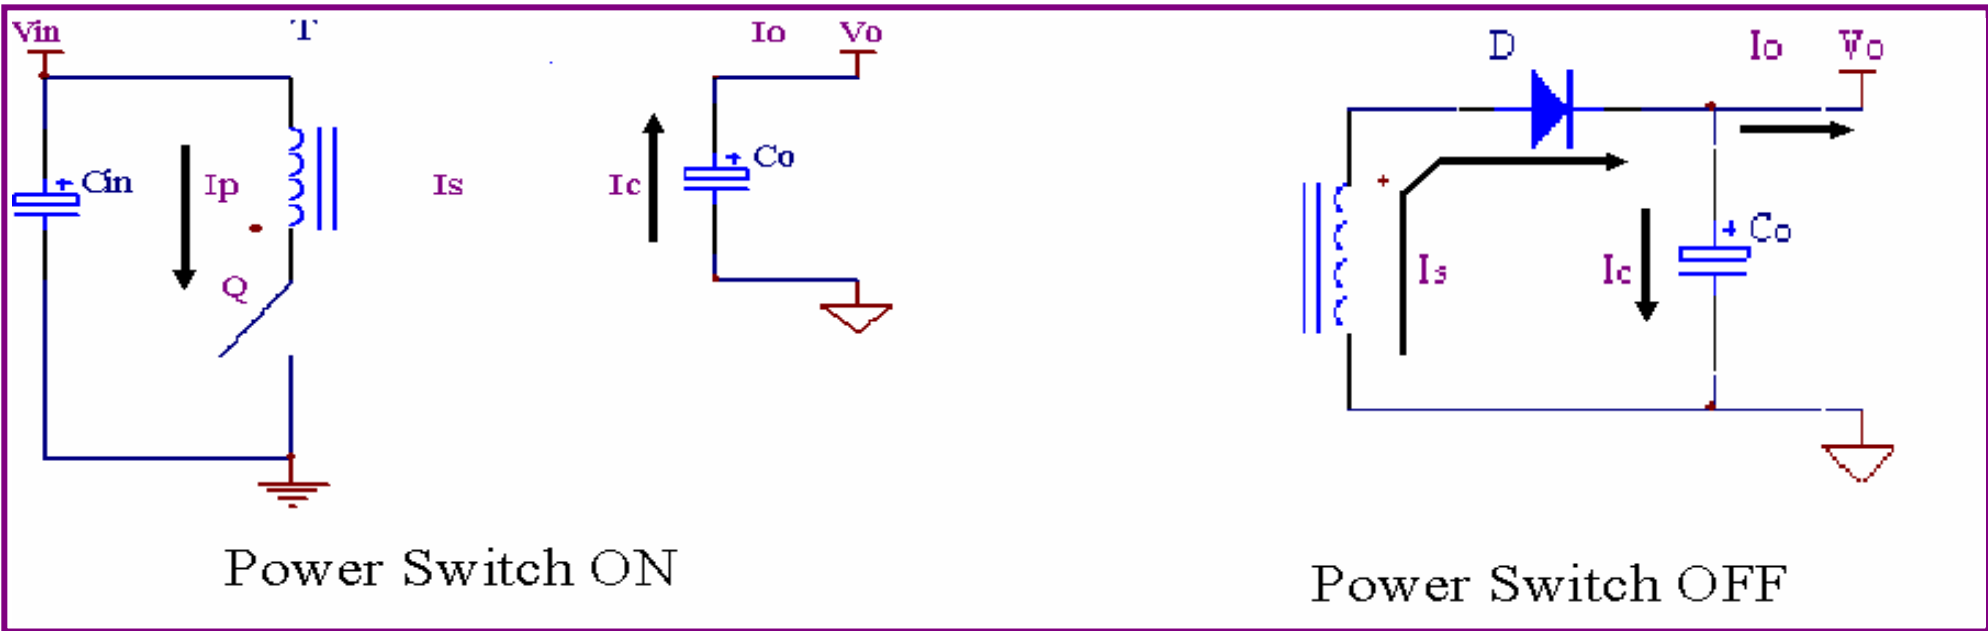 Vin
T
Io
Vo
Cin
Ip
Is
Ic
Co
Q
Power Switch ON
D
Io
Vo
Co
Is
Ic
Power Switch OFF